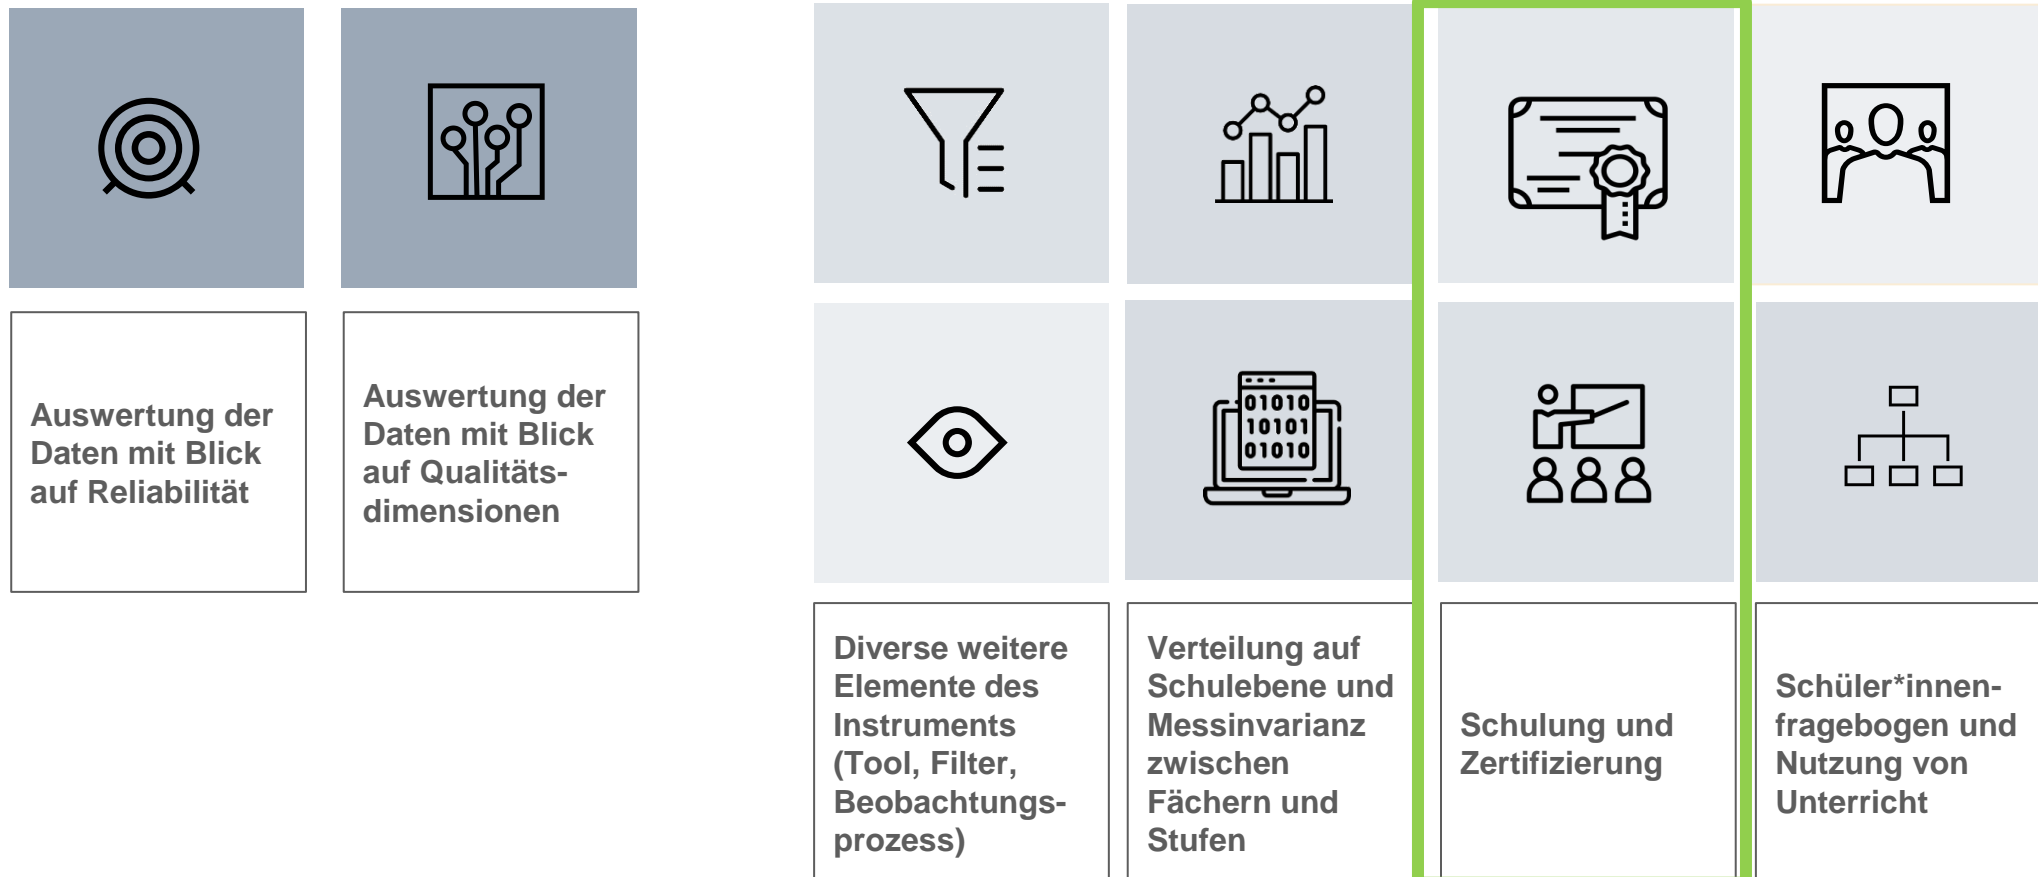 Auswertung der
Daten mit Blick
auf Reliabilität
Auswertung der
Daten mit Blick
auf Qualitäts-
dimensionen
01010
10101
01010
Diverse weitere
Elemente des
Instruments
(Tool, Filter,
Beobachtungs-
prozess)
Verteilung auf
Schulebene und
Messinvarianz
zwischen
Fächern und
Stufen
Schulung und
Zertifizierung
Schüler*innen-
fragebogen und
Nutzung von
Unterricht